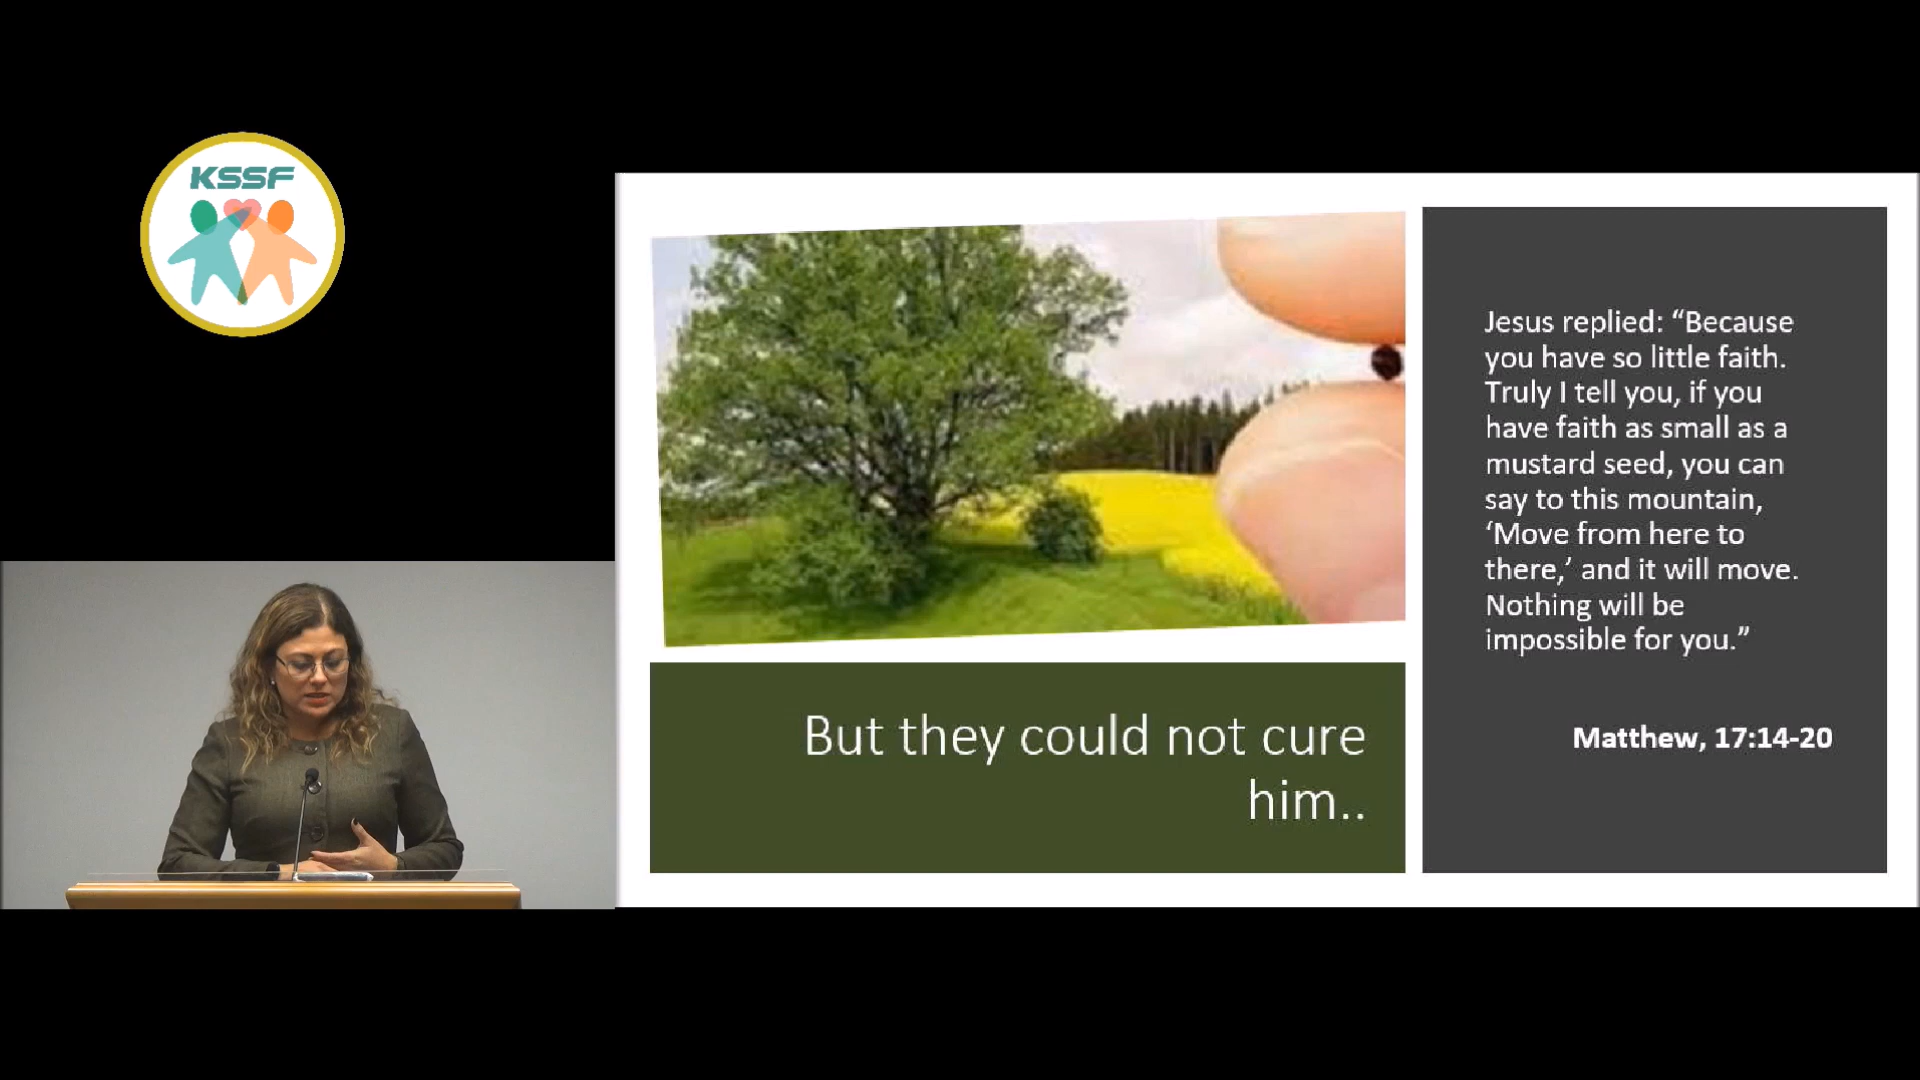 KSSF
Jesus replied: “Because
you have so little faith.
Truly I tell you, if you
have faith as small as a
mustard seed, you can
say to this mountain,
‘Move from here to
there,’ and it will move.
Nothing will be
impossible for you.”
Matthew, 17:14-20
But they could not cure
him..